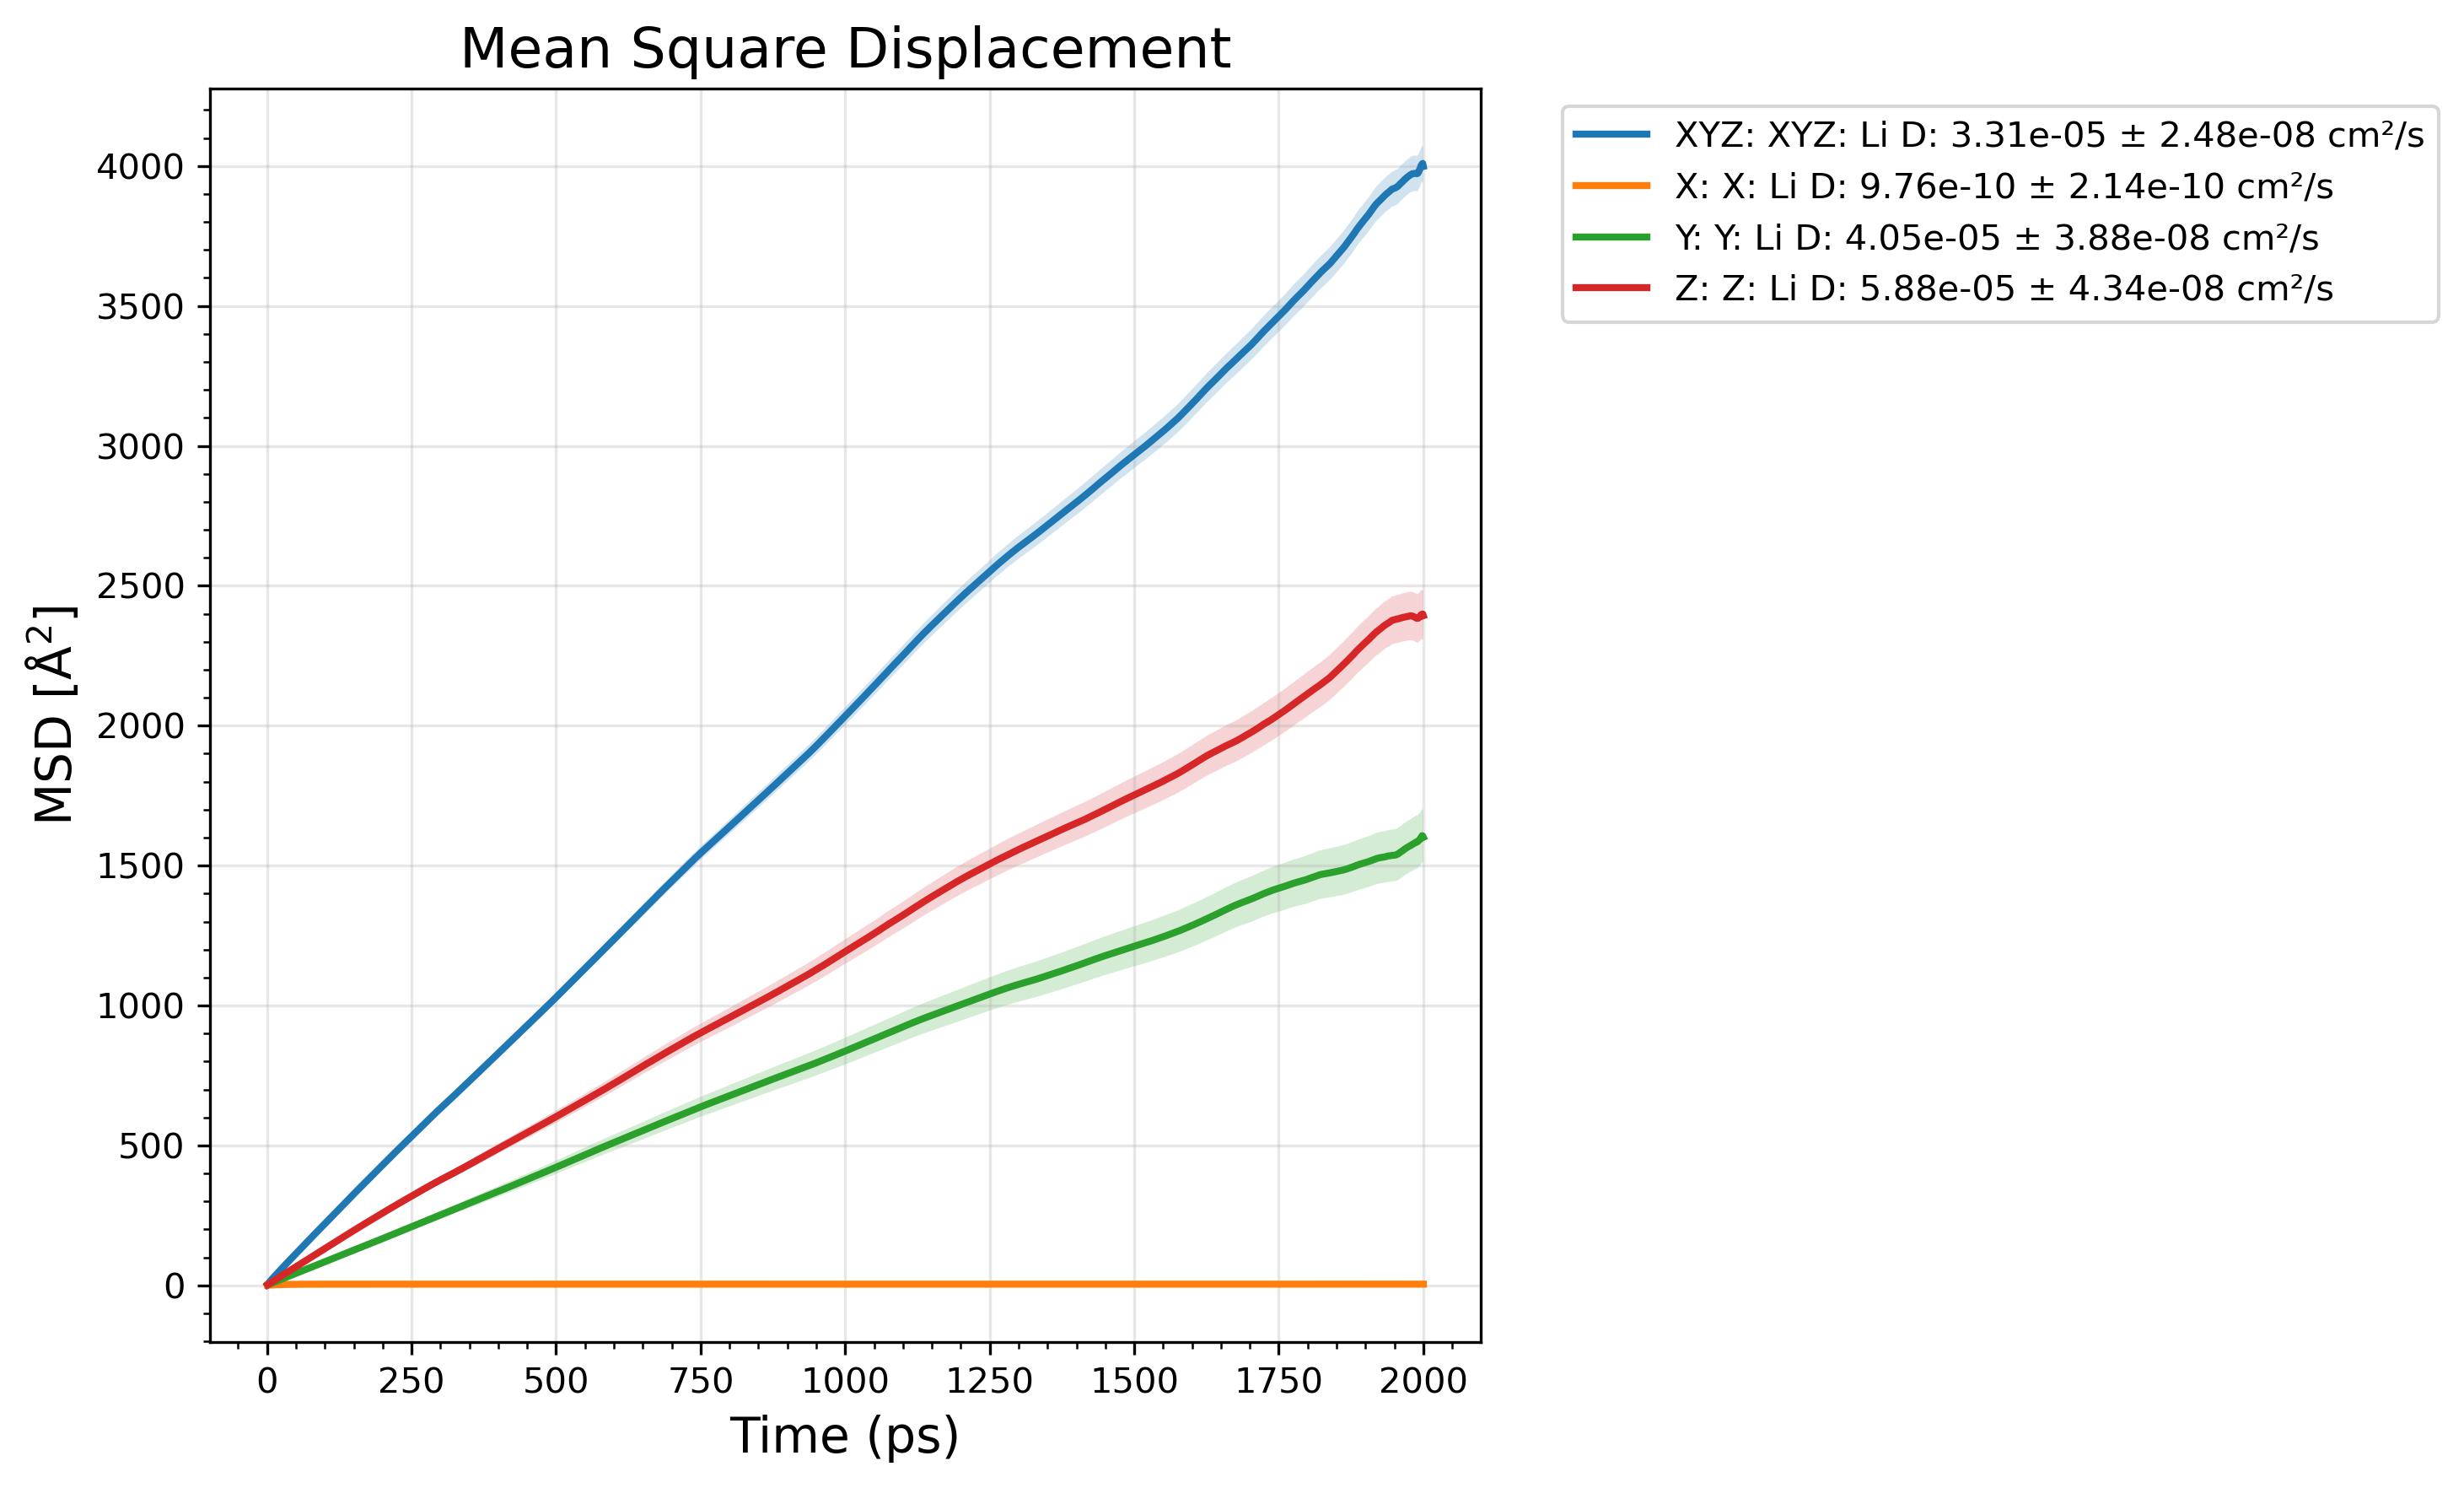 Mean Square Displacement
XYZ: XYZ: Li D: 3.31e-05 ± 2.48e-08 cm²/s
X: X: Li D: 9.76e-10 ± 2.14e-10 cm²/s
Y: Y: Li D: 4.05e-05 ± 3.88e-08 cm²/s
Z: Z: Li D: 5.88e-05 ± 4.34e-08 cm²/s
MSD [Å²]
4000
3500
3000
2500
2000
1500
1000
500
0
0 250 500 750 1000 1250 1500 1750 2000
Time (ps)